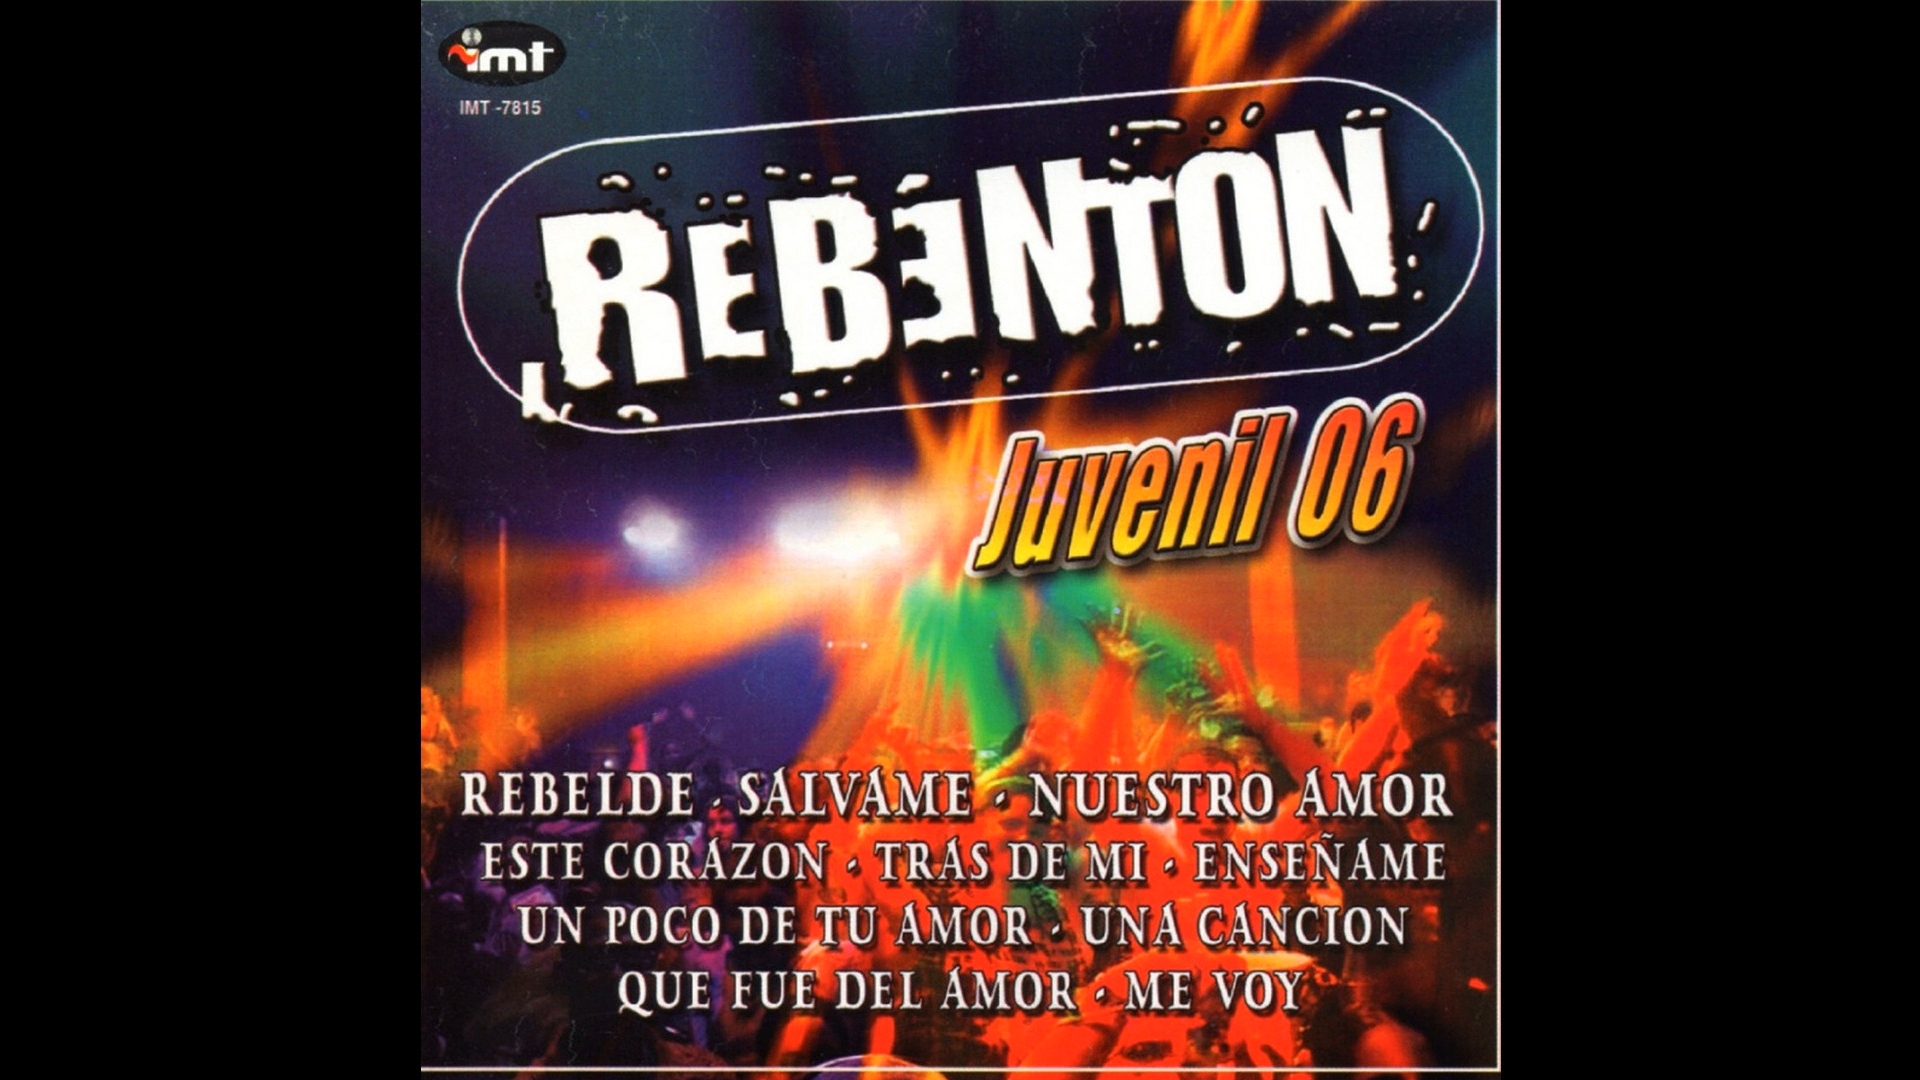 imt
IMT -7815
REBENTON
Juvenil 06
REBELDE · SALVAME · NUESTRO AMOR
ESTE CORAZON · TRAS DE MI · ENSEÑAME
UN POCO DE TU AMOR · UNA CANCION
QUE FUE DEL AMOR · ME VOY